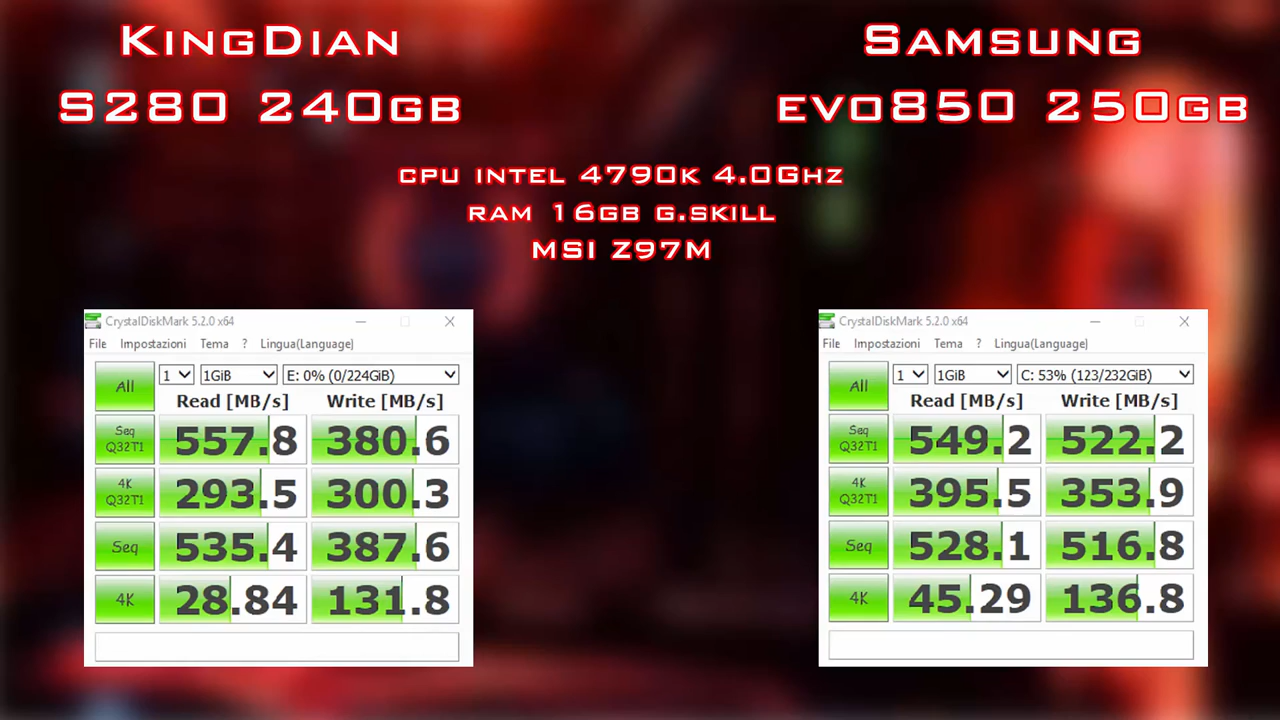 KingDian
S280 240GB
Samsung
EVO850 250GB
CPU INTEL 4790K 4.0GHz
RAM 16GB G.SKILL
MSI Z97M
CrystalDiskMark 5.2.0 x64
File Impostazioni Tema ? Lingua(Language)
All 1 1GiB E: 0% (0/224GiB)
Read [MB/s] Write [MB/s]
Seq Q32T1 557.8 380.6
4K Q32T1 293.5 300.3
Seq 535.4 387.6
4K 28.84 131.8
CrystalDiskMark 5.2.0 x64
File Impostazioni Tema ? Lingua(Language)
All 1 1GiB C: 53% (123/232GiB)
Read [MB/s] Write [MB/s]
Seq Q32T1 549.2 522.2
4K Q32T1 395.5 353.9
Seq 528.1 516.8
4K 45.29 136.8